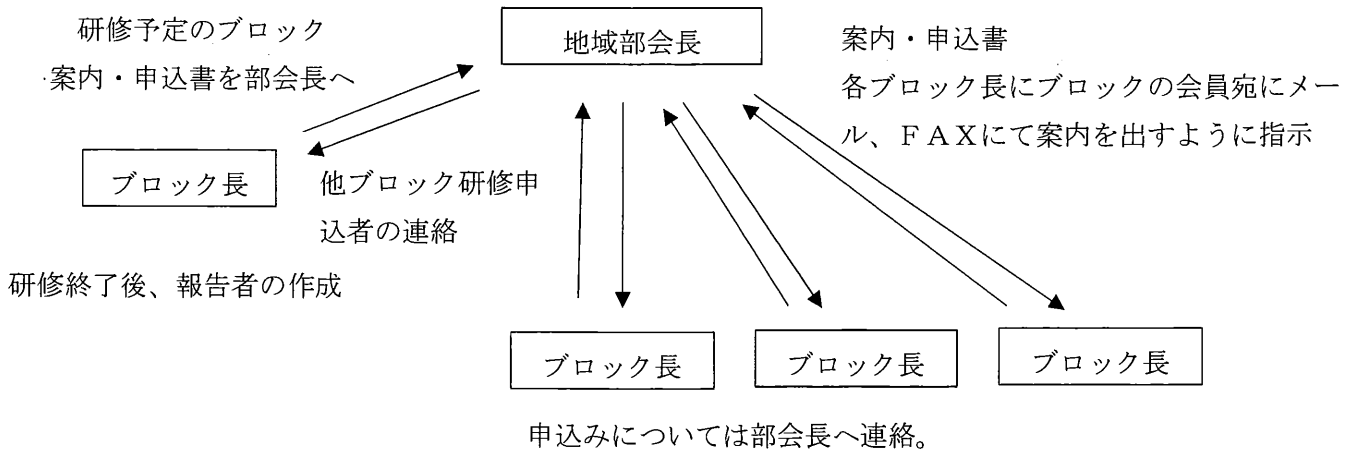 研修予定のブロック
案内・申込書を部会長へ
地域部会長
案内・申込書
各ブロック長にブロックの会員宛にメー
ル、ＦＡＸにて案内を出すように指示
ブロック長
他ブロック研修申
込者の連絡
研修終了後、報告者の作成
ブロック長
ブロック長
ブロック長
申込みについては部会長へ連絡。